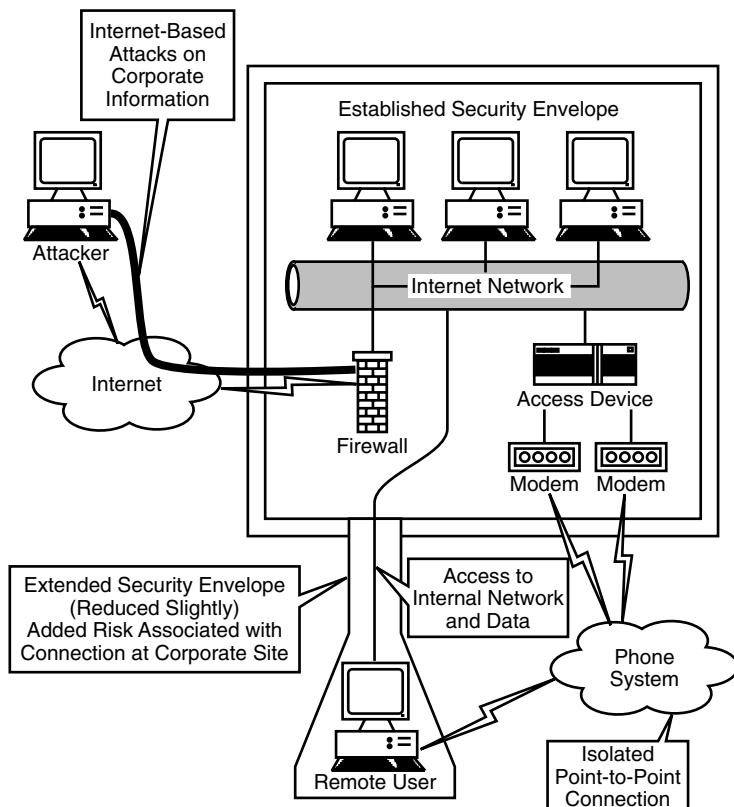 Internet-Based
Attacks on
Corporate
Information
Established Security Envelope
Attacker
Internet Network
Internet
Firewall
Access Device
Modem
Modem
Extended Security Envelope
(Reduced Slightly)
Added Risk Associated with
Connection at Corporate Site
Access to
Internal Network
and Data
Phone
System
Remote User
Isolated
Point-to-Point
Connection